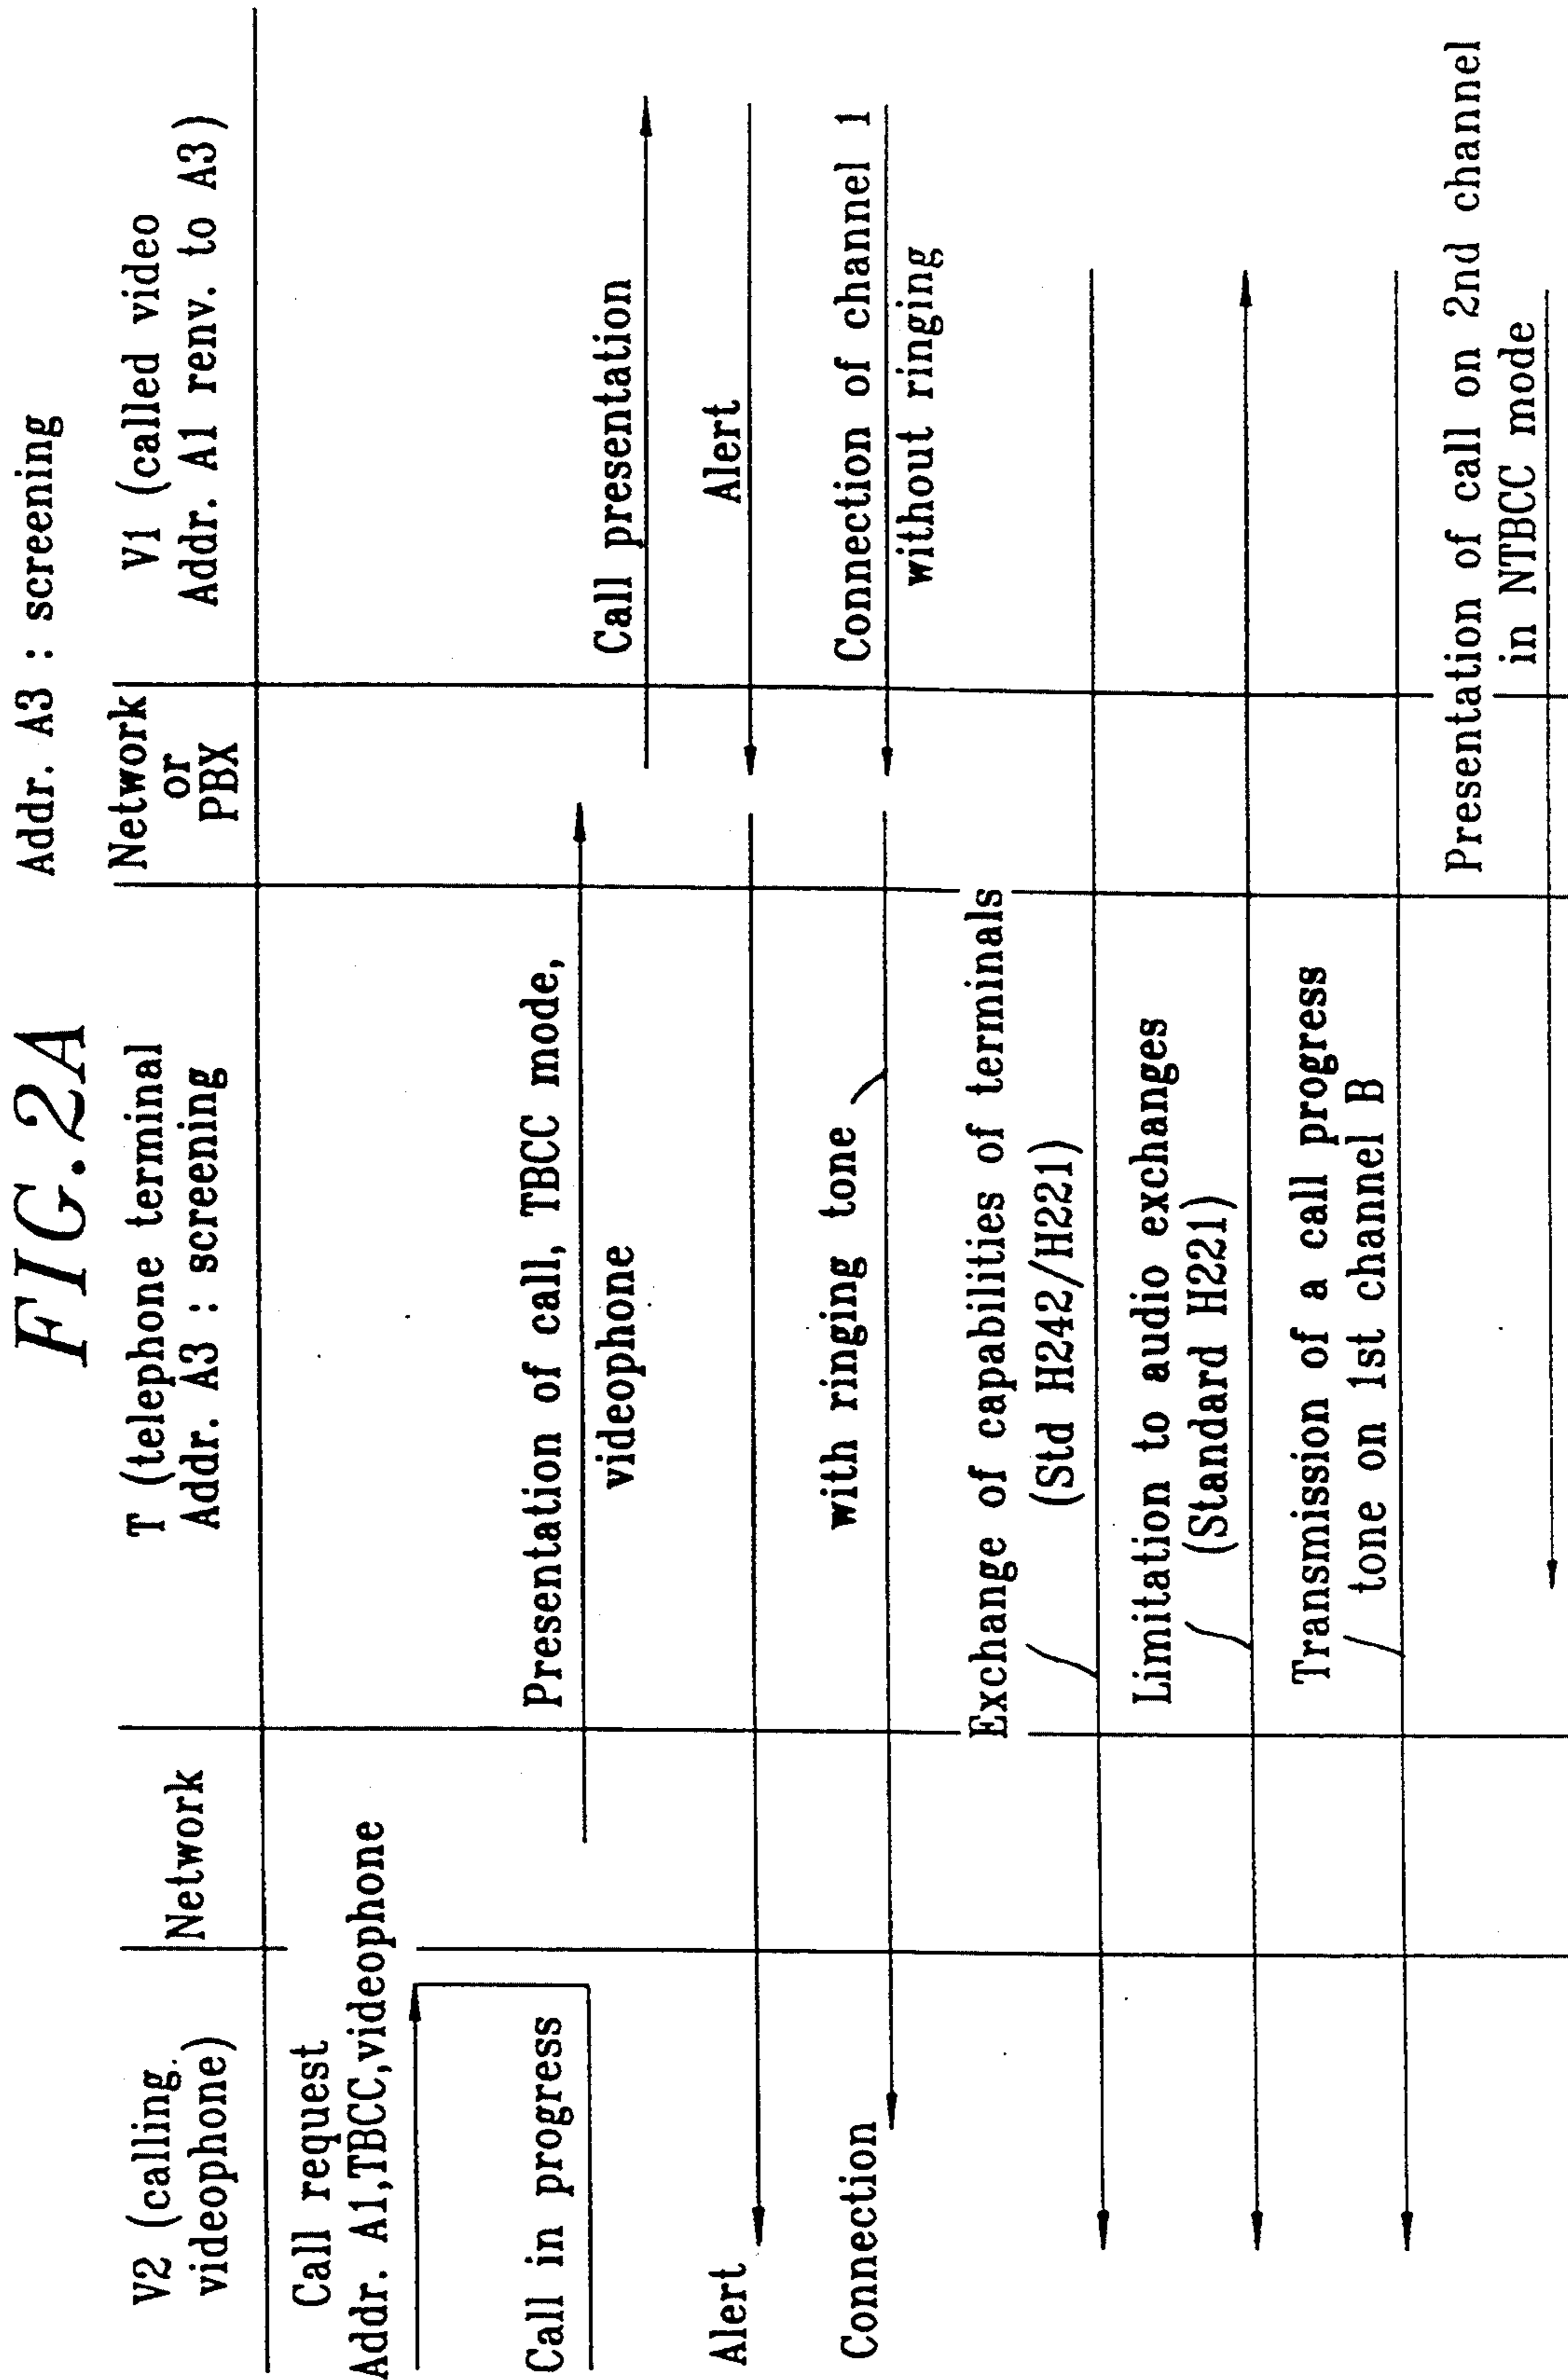 FIG.2A
Addr. A3 : screening
V2 (calling
videophone)
Network
T (telephone terminal
Addr. A3 : screening
Network
or
PBX
V1 (called video
Addr. A1 renv. to A3)
Call request
Addr. A1,TBCC,videophone
Call in progress
Presentation of call, TBCC mode,
videophone
Call presentation
Alert
Alert
Connection
with ringing tone
Connection of channel 1
without ringing
Exchange of capabilities of terminals
(Std H242/H221)
Limitation to audio exchanges
(Standard H221)
Transmission of a call progress
tone on 1st channel B
Presentation of call on 2nd channel
in NTBCC mode